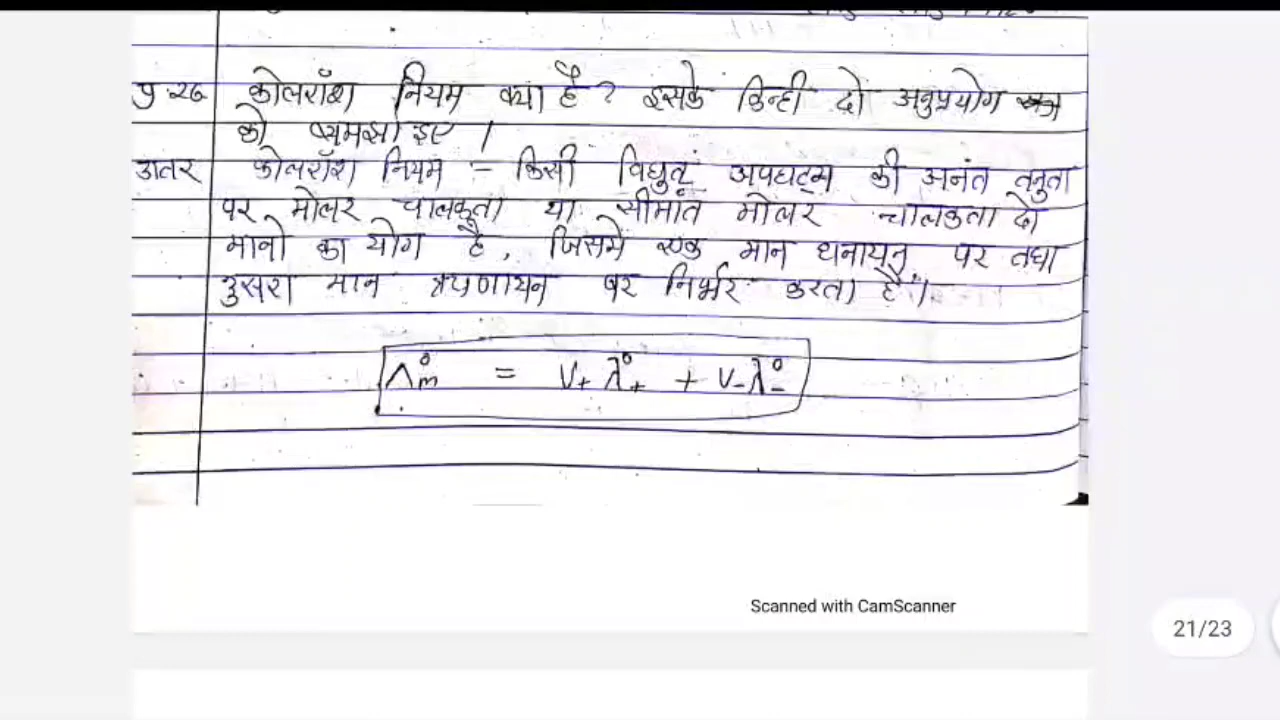 प्र.26 कोलरॉश नियम क्या है ? इसके किन्ही दो अनुप्रयोग
को समझाइए ।
उत्तर कोलरॉश नियम :- किसी विद्युत् अपघट्य की अनंत तनुता
पर मोलर चालकता या सीमांत मोलर चालकता दो
मानो का योग है, जिसमें एक मान धनायन पर तथा
दुसरा मान ऋणायन पर निर्भर करता है"।
Λ°m = ν+ λ°+ + ν- λ°-
Scanned with CamScanner
21/23